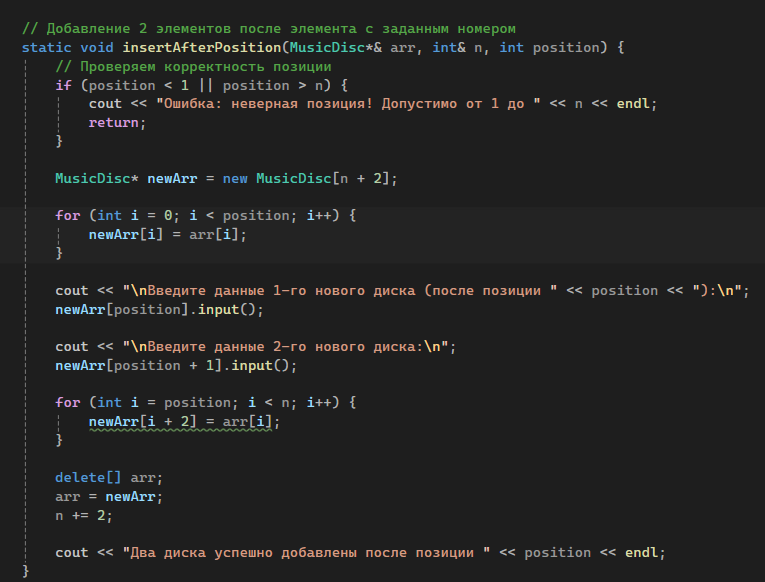 // Добавление 2 элементов после элемента с заданным номером
static void insertAfterPosition(MusicDisc*& arr, int& n, int position) {
// Проверяем корректность позиции
if (position < 1 || position > n) {
cout << "Ошибка: неверная позиция! Допустимо от 1 до " << n << endl;
return;
}
MusicDisc* newArr = new MusicDisc[n + 2];
for (int i = 0; i < position; i++) {
newArr[i] = arr[i];
}
cout << "\nВведите данные 1-го нового диска (после позиции " << position << "):\n";
newArr[position].input();
cout << "\nВведите данные 2-го нового диска:\n";
newArr[position + 1].input();
for (int i = position; i < n; i++) {
newArr[i + 2] = arr[i];
}
delete[] arr;
arr = newArr;
n += 2;
cout << "Два диска успешно добавлены после позиции " << position << endl;
}